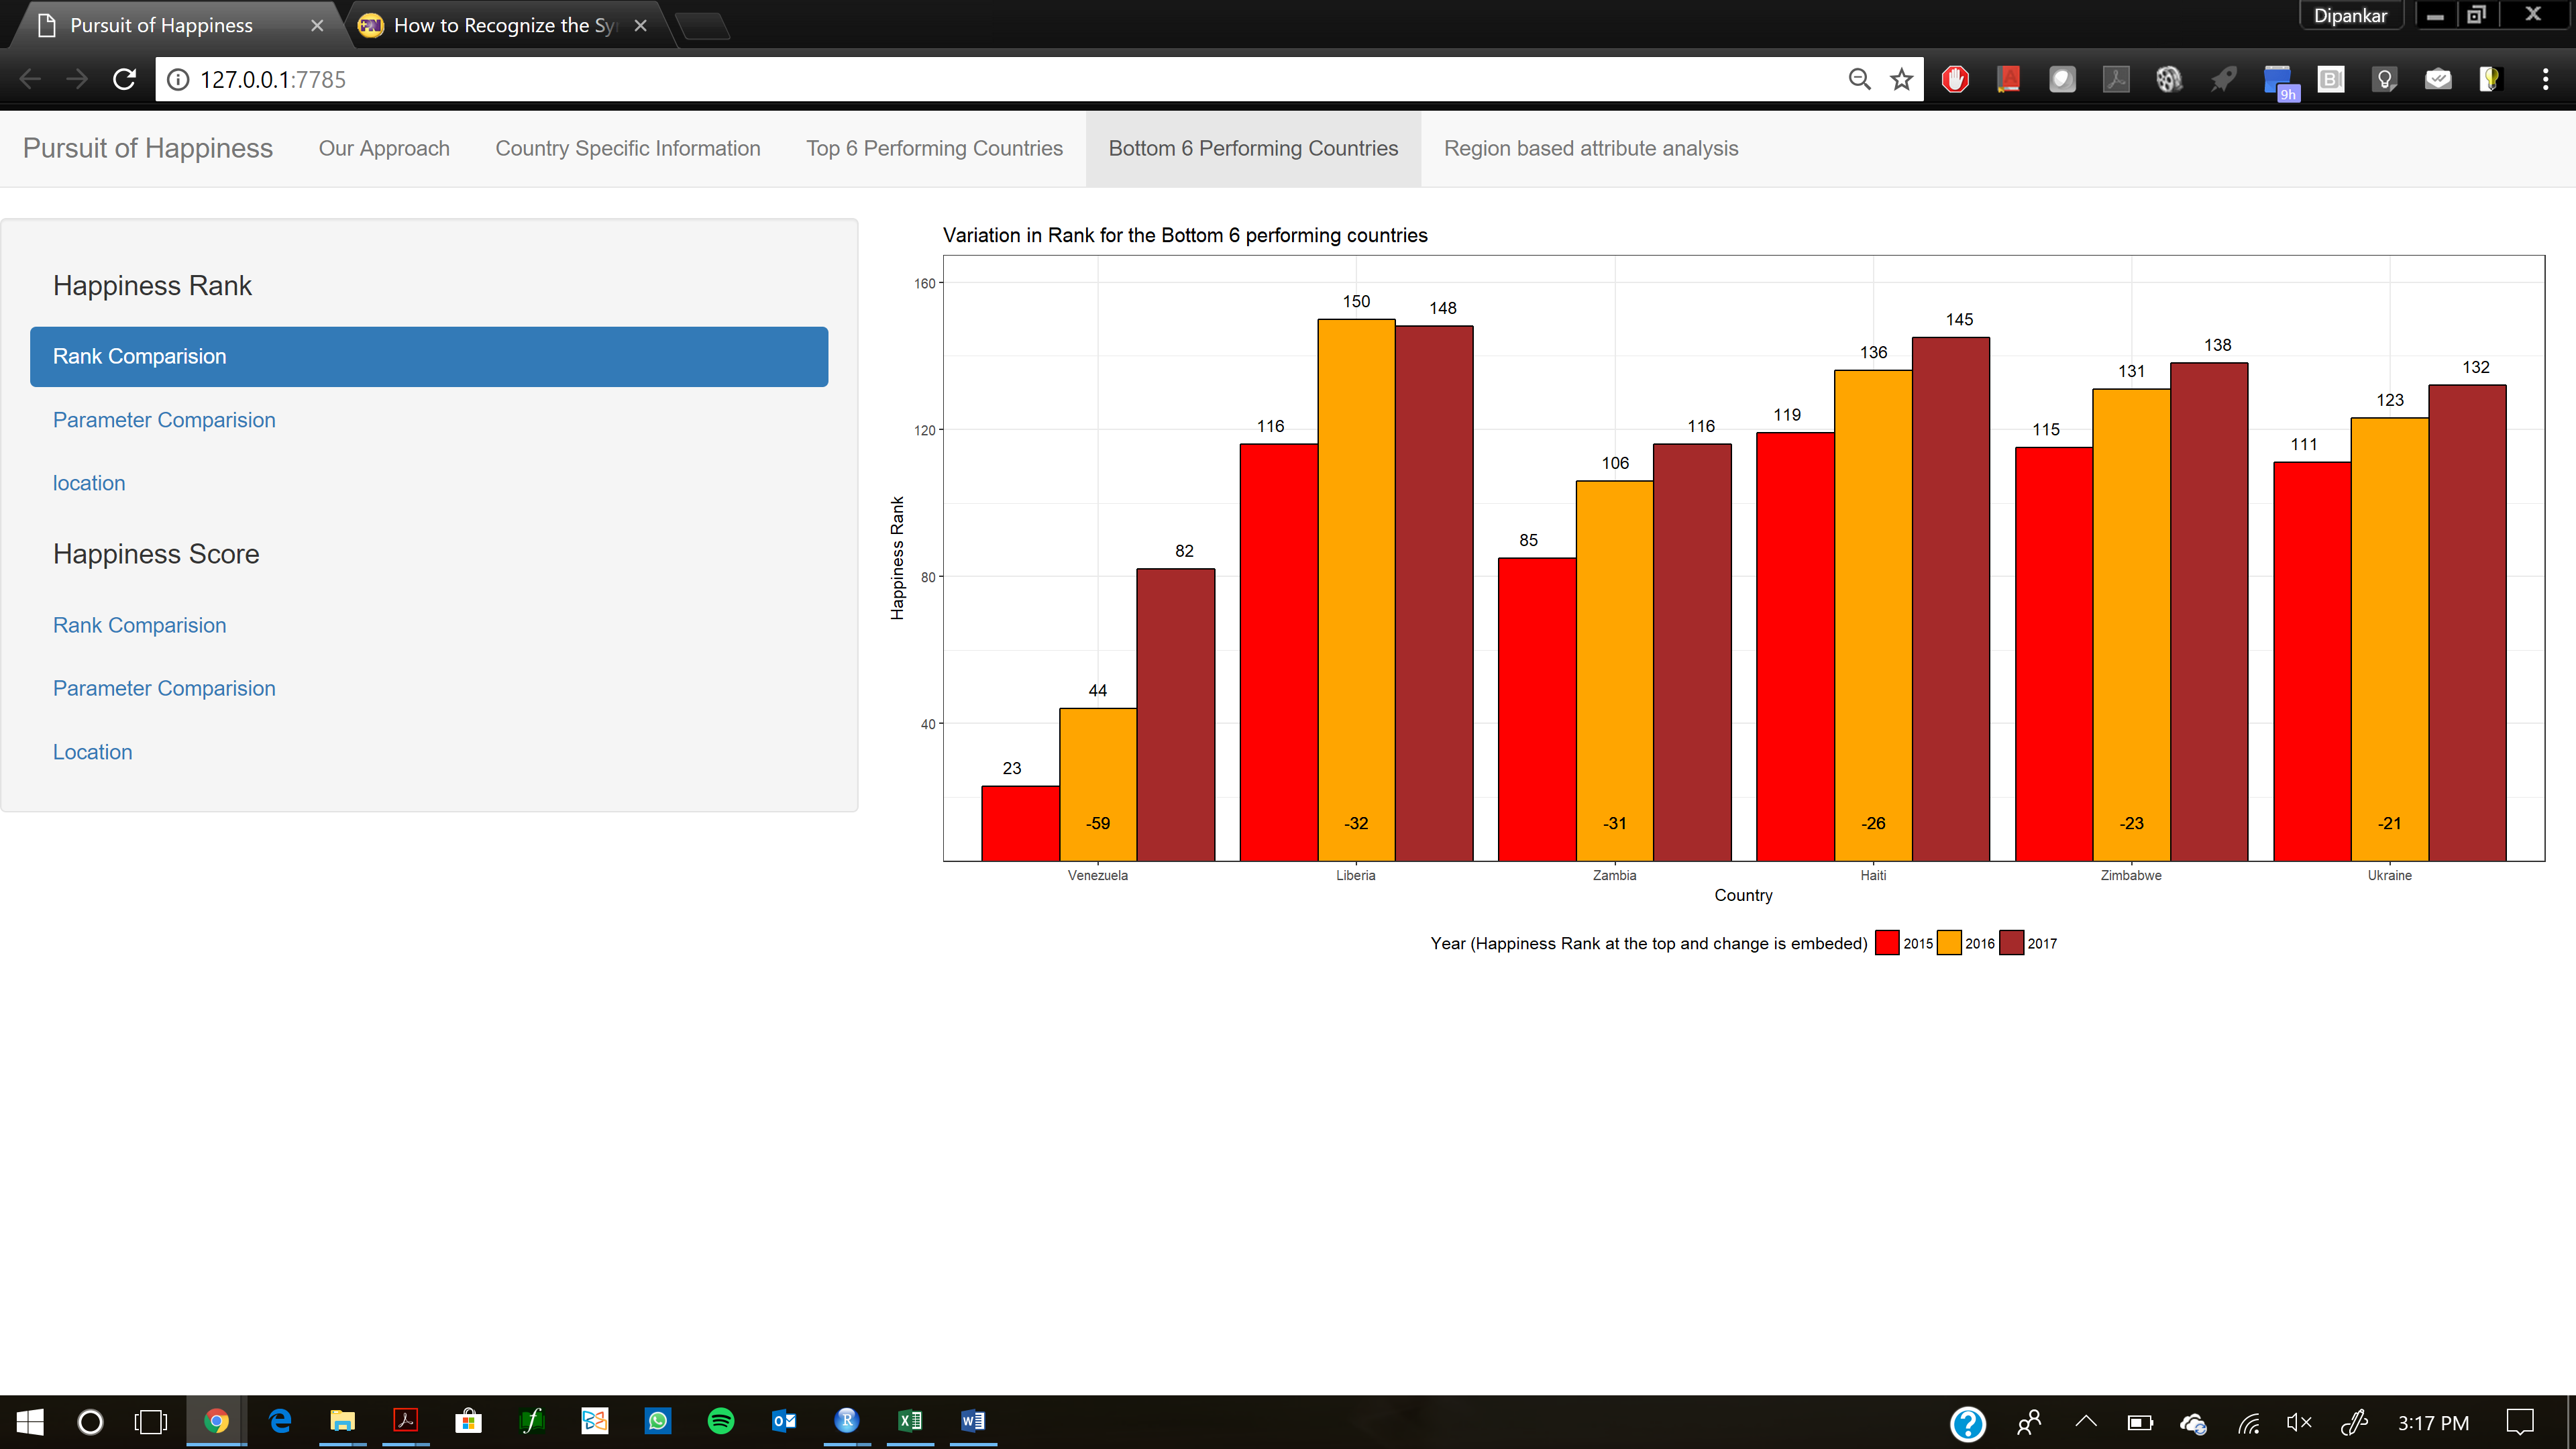 Pursuit of Happiness
How to Recognize the Sy
Dipankar
127.0.0.1:7785
9h
Pursuit of Happiness Our Approach Country Specific Information Top 6 Performing Countries Bottom 6 Performing Countries Region based attribute analysis
Happiness Rank
Rank Comparision
Parameter Comparision
location
Happiness Score
Rank Comparision
Parameter Comparision
Location
Variation in Rank for the Bottom 6 performing countries
Happiness Rank
160
120
80
40
23 44 82
116 150 148
85 106 116
119 136 145
115 131 138
111 123 132
-59 -32 -31 -26 -23 -21
Venezuela Liberia Zambia Haiti Zimbabwe Ukraine
Country
Year (Happiness Rank at the top and change is embeded) 2015 2016 2017
3:17 PM